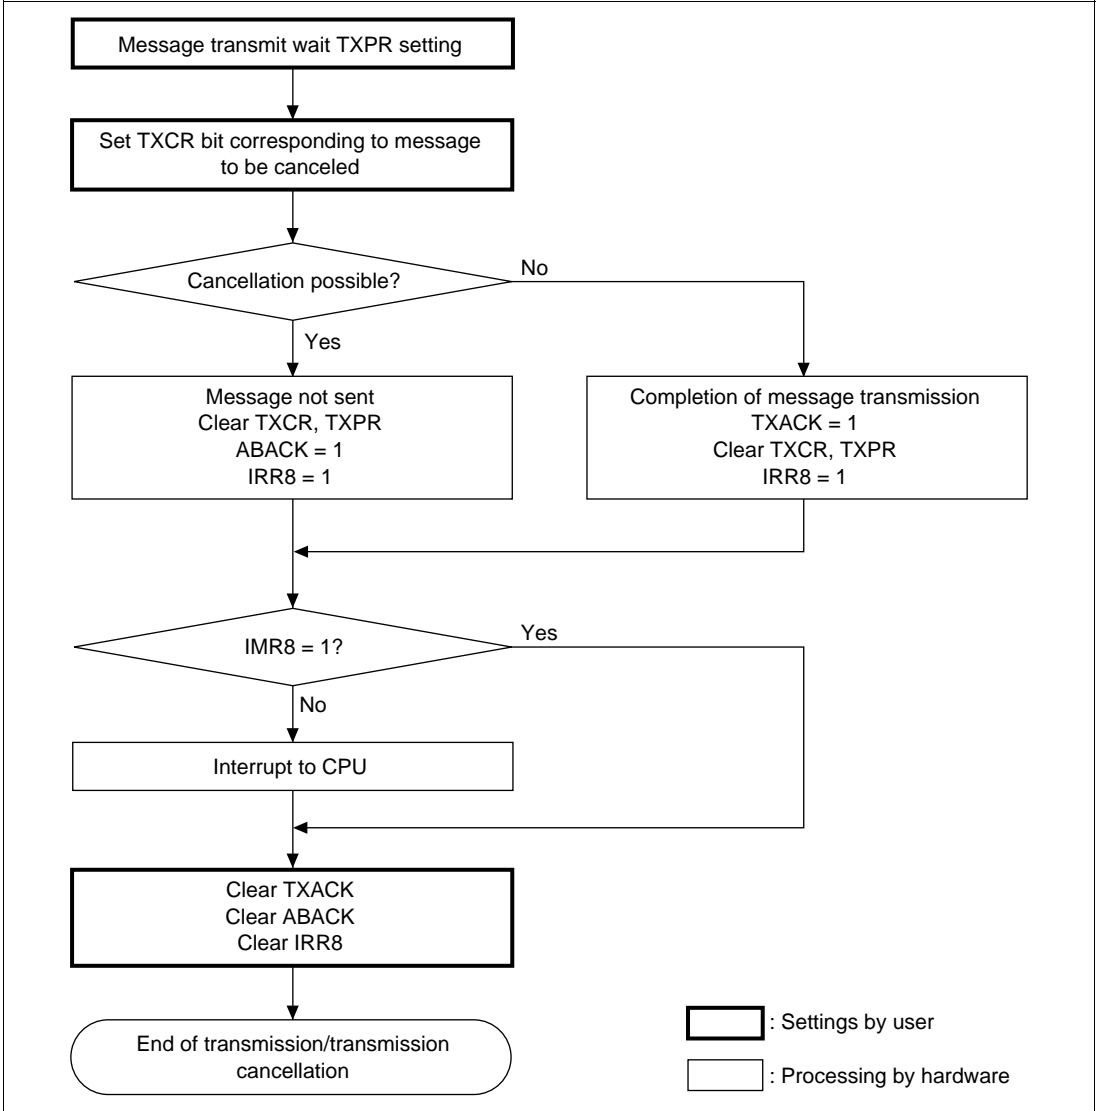 Message transmit wait TXPR setting
Set TXCR bit corresponding to message
to be canceled
Cancellation possible?
No
Yes
Message not sent
Clear TXCR, TXPR
ABACK = 1
IRR8 = 1
Completion of message transmission
TXACK = 1
Clear TXCR, TXPR
IRR8 = 1
IMR8 = 1?
Yes
No
Interrupt to CPU
Clear TXACK
Clear ABACK
Clear IRR8
End of transmission/transmission
cancellation
: Settings by user
: Processing by hardware